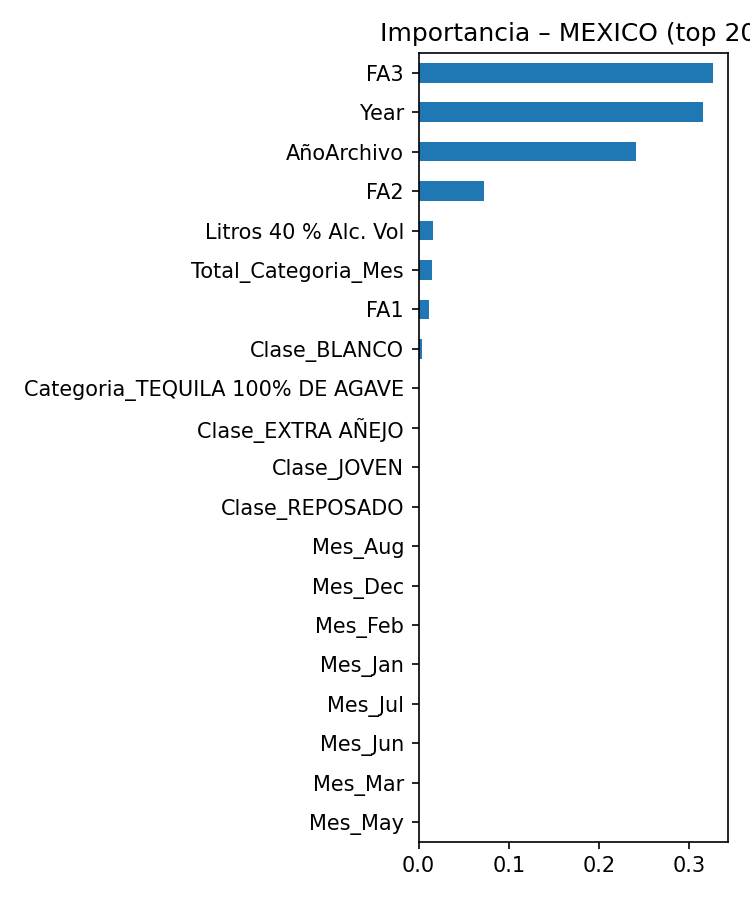 Importancia – MEXICO (top 20
FA3
Year
AñoArchivo
FA2
Litros 40 % Alc. Vol
Total_Categoria_Mes
FA1
Clase_BLANCO
Categoria_TEQUILA 100% DE AGAVE
Clase_EXTRA AÑEJO
Clase_JOVEN
Clase_REPOSADO
Mes_Aug
Mes_Dec
Mes_Feb
Mes_Jan
Mes_Jul
Mes_Jun
Mes_Mar
Mes_May
0.0 0.1 0.2 0.3